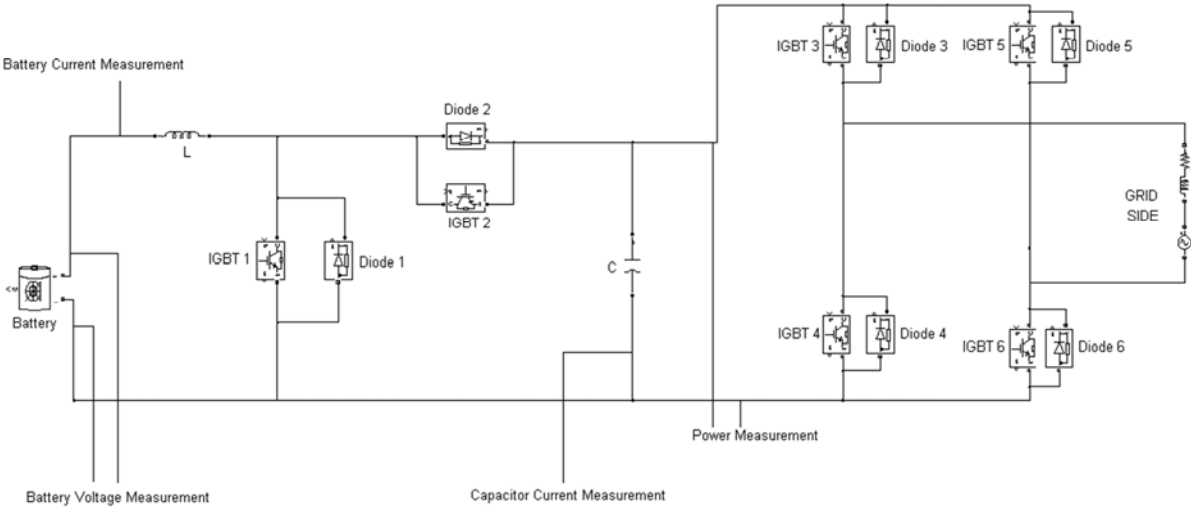 IGBT 3
Diode 3
IGBT 5
Diode 5
Battery Current Measurement
Diode 2
L
IGBT 2
GRID
SIDE
IGBT 1
Diode 1
C
Battery
IGBT 4
Diode 4
IGBT 6
Diode 6
Power Measurement
Battery Voltage Measurement
Capacitor Current Measurement